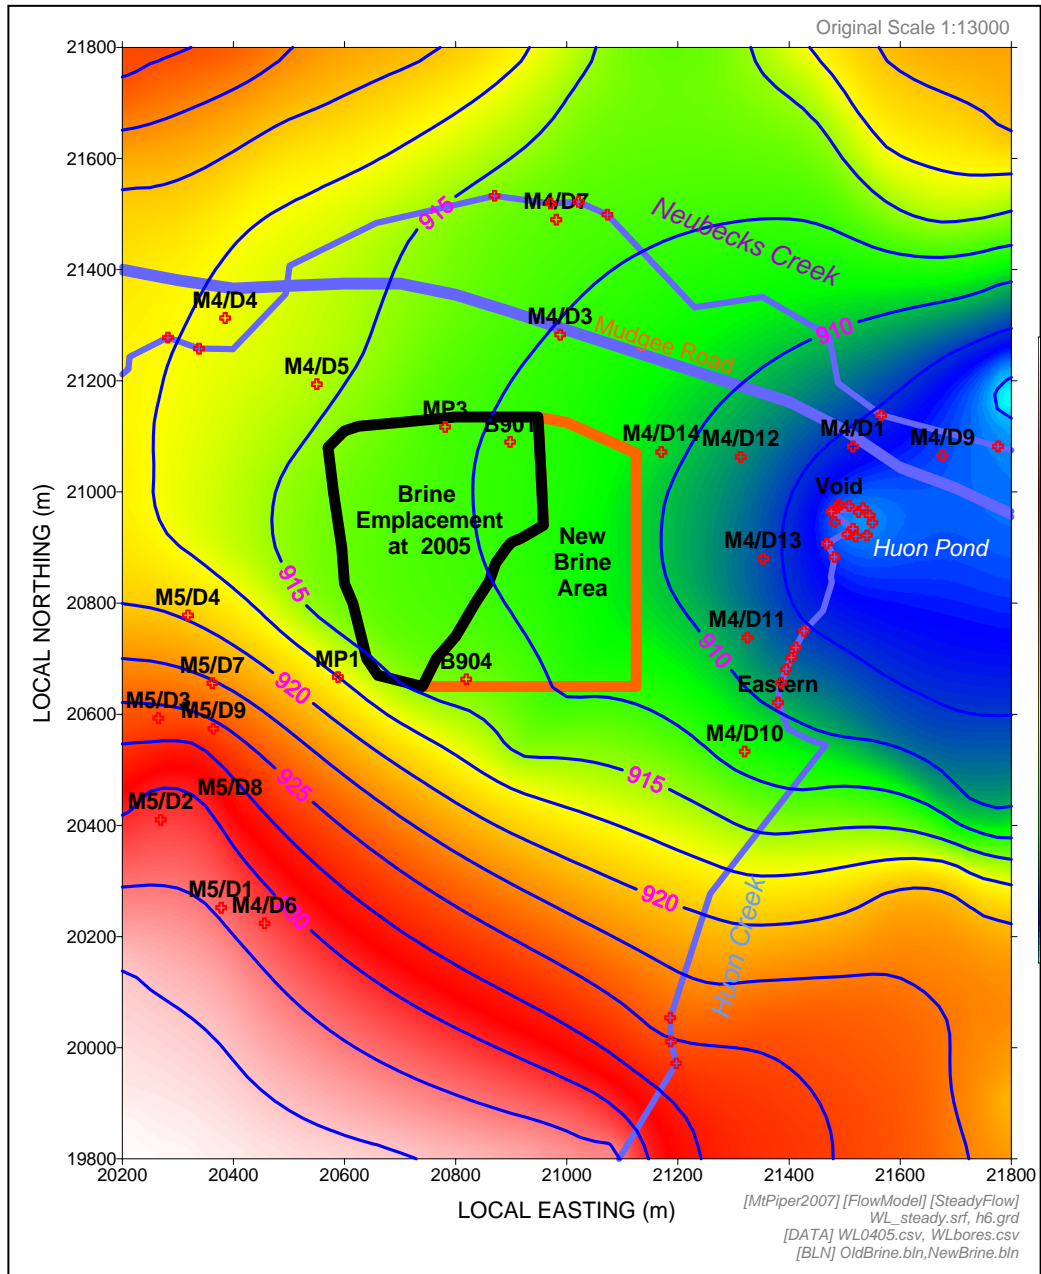 Original Scale 1:13000
21800
21600
21400
21200
21000
20800
20600
20400
20200
20000
19800
LOCAL NORTHING (m)
915
M4/D7
Neubecks Creek
M4/D4
M4/D3
Mudgee Road
910
M4/D5
MP3
B901
M4/D14
M4/D12
M4/D1
M4/D9
Void
Brine
Emplacement
at 2005
New
Brine
Area
M4/D13
Huon Pond
915
M5/D4
M4/D11
910
M5/D7
MP1
B904
920
Eastern
M5/D3
M5/D9
M4/D10
915
M5/D8
925
M5/D2
M5/D1
M4/D6
920
Huon Creek
20200
20400
20600
20800
21000
21200
21400
21600
21800
LOCAL EASTING (m)
[MtPiper2007] [FlowModel] [SteadyFlow]
WL_steady.srf, h6.grd
[DATA] WL0405.csv, WLbores.csv
[BLN] OldBrine.bln,NewBrine.bln